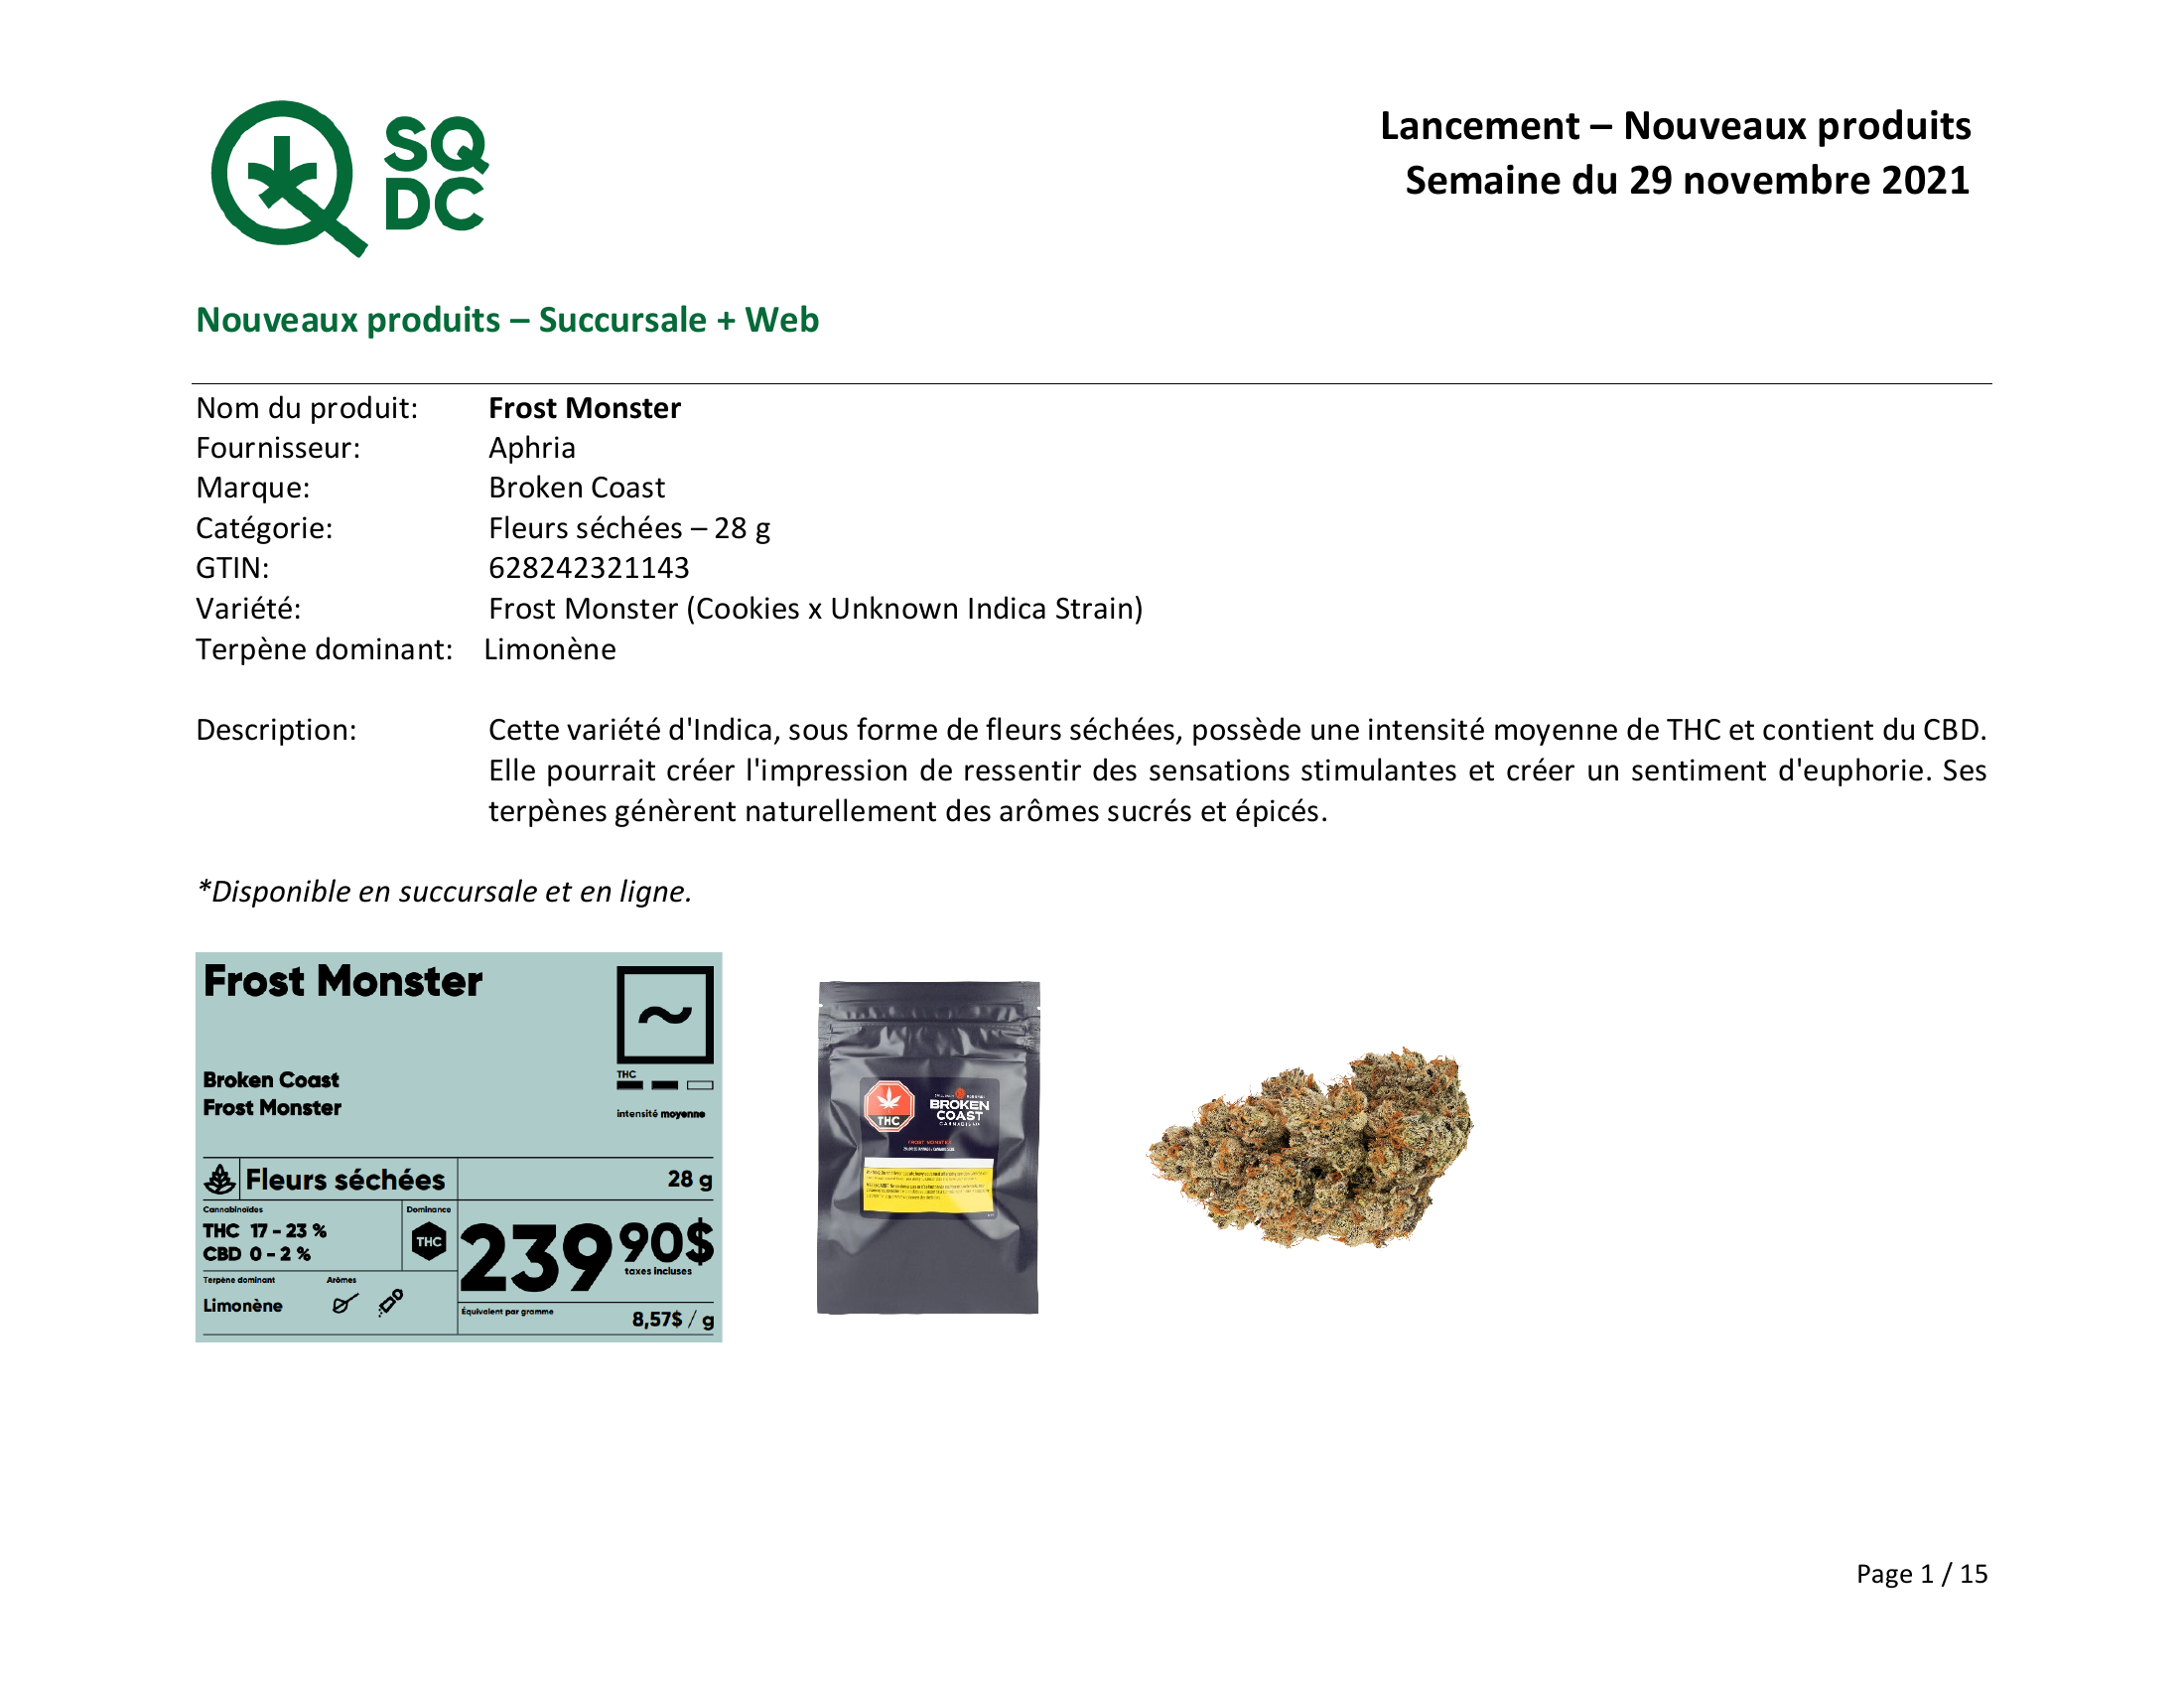 SQ
DC
Lancement – Nouveaux produits
Semaine du 29 novembre 2021
Nouveaux produits – Succursale + Web
Nom du produit: Frost Monster
Fournisseur: Aphria
Marque: Broken Coast
Catégorie: Fleurs séchées – 28 g
GTIN: 628242321143
Variété: Frost Monster (Cookies x Unknown Indica Strain)
Terpène dominant: Limonène
Description: Cette variété d'Indica, sous forme de fleurs séchées, possède une intensité moyenne de THC et contient du CBD.
Elle pourrait créer l'impression de ressentir des sensations stimulantes et créer un sentiment d'euphorie. Ses
terpènes génèrent naturellement des arômes sucrés et épicés.
*Disponible en succursale et en ligne.
Frost Monster
Broken Coast
Frost Monster
THC
intensité moyenne
Fleurs séchées 28 g
Cannabinoïdes Dominance
THC 17 - 23 %
CBD 0 - 2 %
THC
239 90$
taxes incluses
Terpène dominant Arômes
Limonène
Équivalent par gramme
8,57$ / g
THC
BROKEN
COAST
CANNABIS
FROST MONSTER
Page 1 / 15